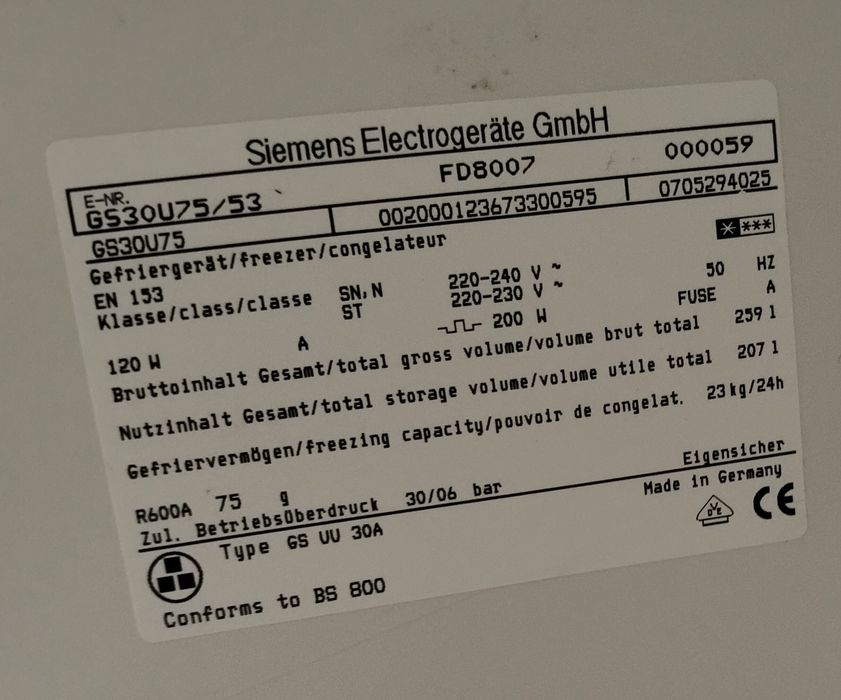 Siemens Electrogeräte GmbH
E-NR.
GS30U75/53 FD8007 000059
GS30U75 002000123673300595 0705294025
Gefriergerät/freezer/congelateur ****
EN 153
Klasse/class/classe SN,N 220-240 V ~ 50 HZ
ST 220-230 V ~ FUSE A
120 W A 200 W
Bruttoinhalt Gesamt/total gross volume/volume brut total 259 l
Nutzinhalt Gesamt/total storage volume/volume utile total 207 l
Gefriervermögen/freezing capacity/pouvoir de congelat. 23kg/24h
R600A 75 g Eigensicher
Zul. Betriebsüberdruck 30/06 bar Made in Germany
Type GS UU 30A VDE CE
Conforms to BS 800